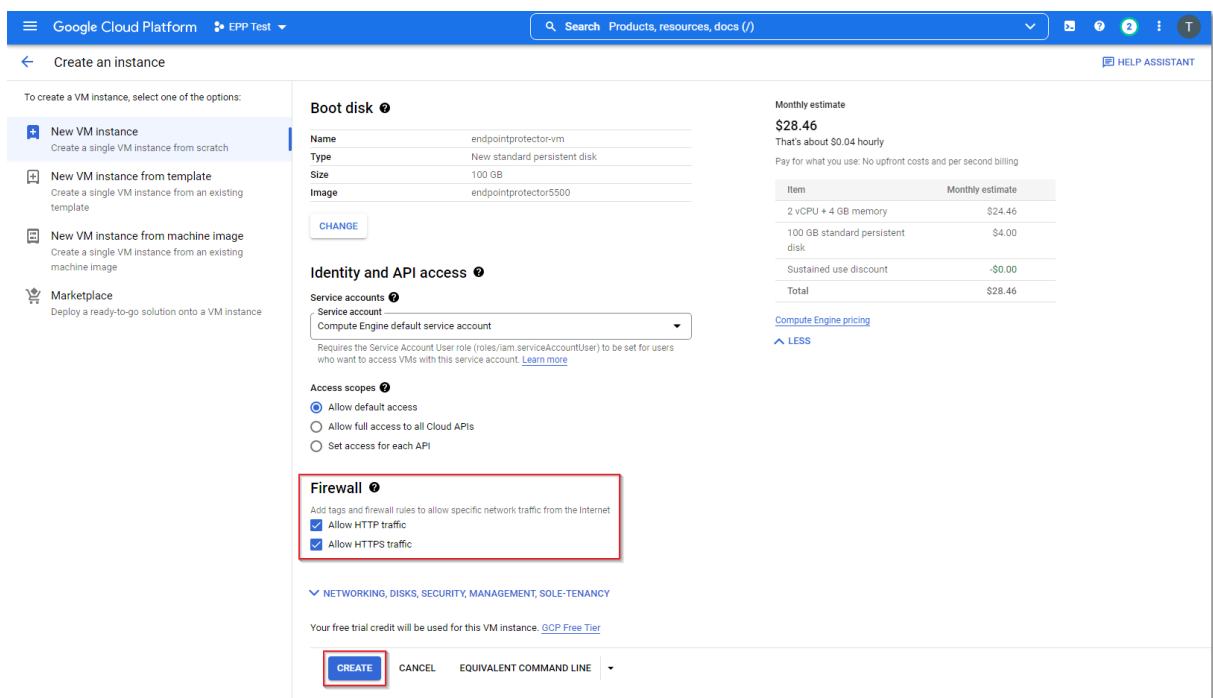 Google Cloud Platform EPP Test Search Products, resources, docs (/) 2 T
Create an instance HELP ASSISTANT
To create a VM instance, select one of the options:
New VM instance
Create a single VM instance from scratch
New VM instance from template
Create a single VM instance from an existing
template
New VM instance from machine image
Create a single VM instance from an existing
machine image
Marketplace
Deploy a ready-to-go solution onto a VM instance
Boot disk
Name endpointprotector-vm
Type New standard persistent disk
Size 100 GB
Image endpointprotector5500
CHANGE
Identity and API access
Service accounts
Service account
Compute Engine default service account
Requires the Service Account User role (roles/iam.serviceAccountUser) to be set for users
who want to access VMs with this service account. Learn more
Access scopes
Allow default access
Allow full access to all Cloud APIs
Set access for each API
Firewall
Add tags and firewall rules to allow specific network traffic from the Internet
Allow HTTP traffic
Allow HTTPS traffic
NETWORKING, DISKS, SECURITY, MANAGEMENT, SOLE-TENANCY
Your free trial credit will be used for this VM instance. GCP Free Tier
CREATE CANCEL EQUIVALENT COMMAND LINE
Monthly estimate
$28.46
That's about $0.04 hourly
Pay for what you use: No upfront costs and per second billing
Item Monthly estimate
2 vCPU + 4 GB memory $24.46
100 GB standard persistent $4.00
disk
Sustained use discount -$0.00
Total $28.46
Compute Engine pricing
LESS